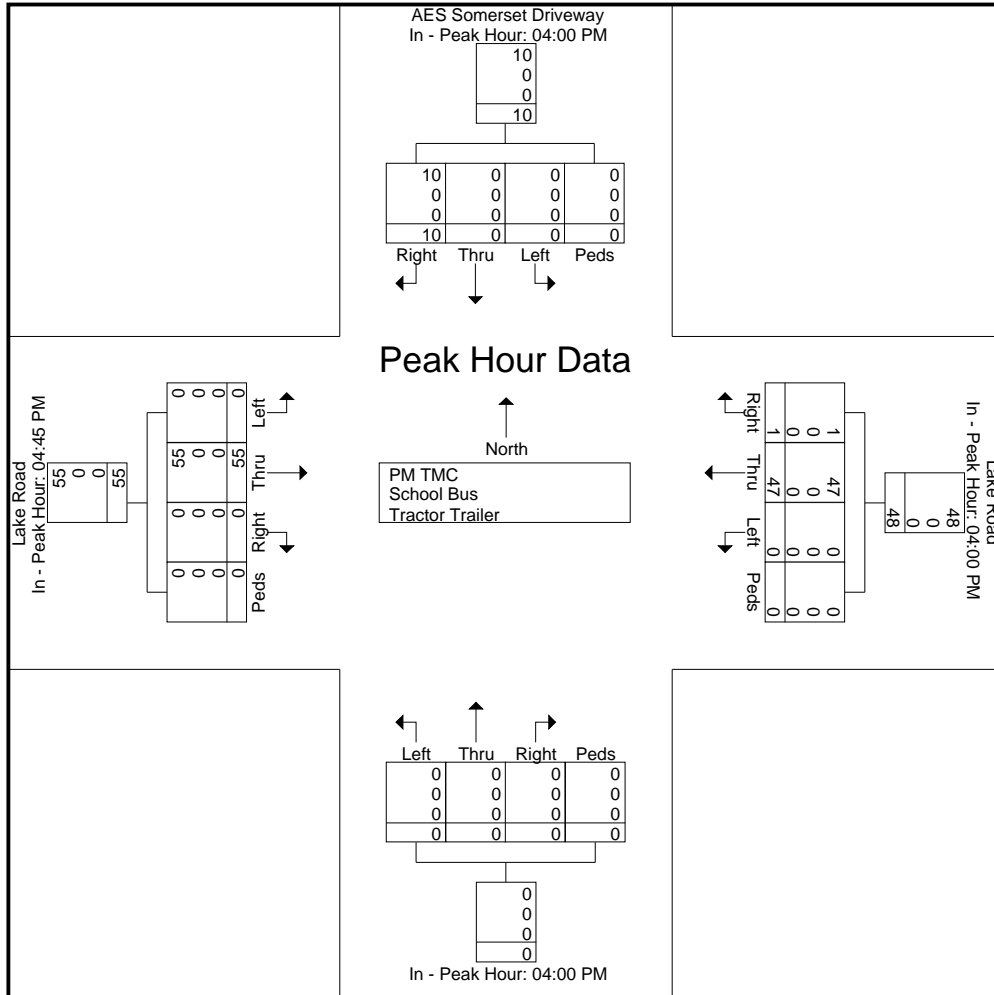 AES Somerset Driveway
In - Peak Hour: 04:00 PM
10
0
0
10
10 0 0 0
0 0 0 0
0 0 0 0
10 0 0 0
Right Thru Left Peds
Peak Hour Data
North
PM TMC
School Bus
Tractor Trailer
Lake Road
In - Peak Hour: 04:45 PM
55
0
0
55
0 0 0 0 Left
55 0 0 55 Thru
0 0 0 0 Right
0 0 0 0 Peds
Right 1 0 0 1
Thru 47 0 0 47
Left 0 0 0 0
Peds 0 0 0 0
48
0
0
48
Lake Road
In - Peak Hour: 04:00 PM
Left Thru Right Peds
0 0 0 0
0 0 0 0
0 0 0 0
0 0 0 0
0
0
0
0
In - Peak Hour: 04:00 PM